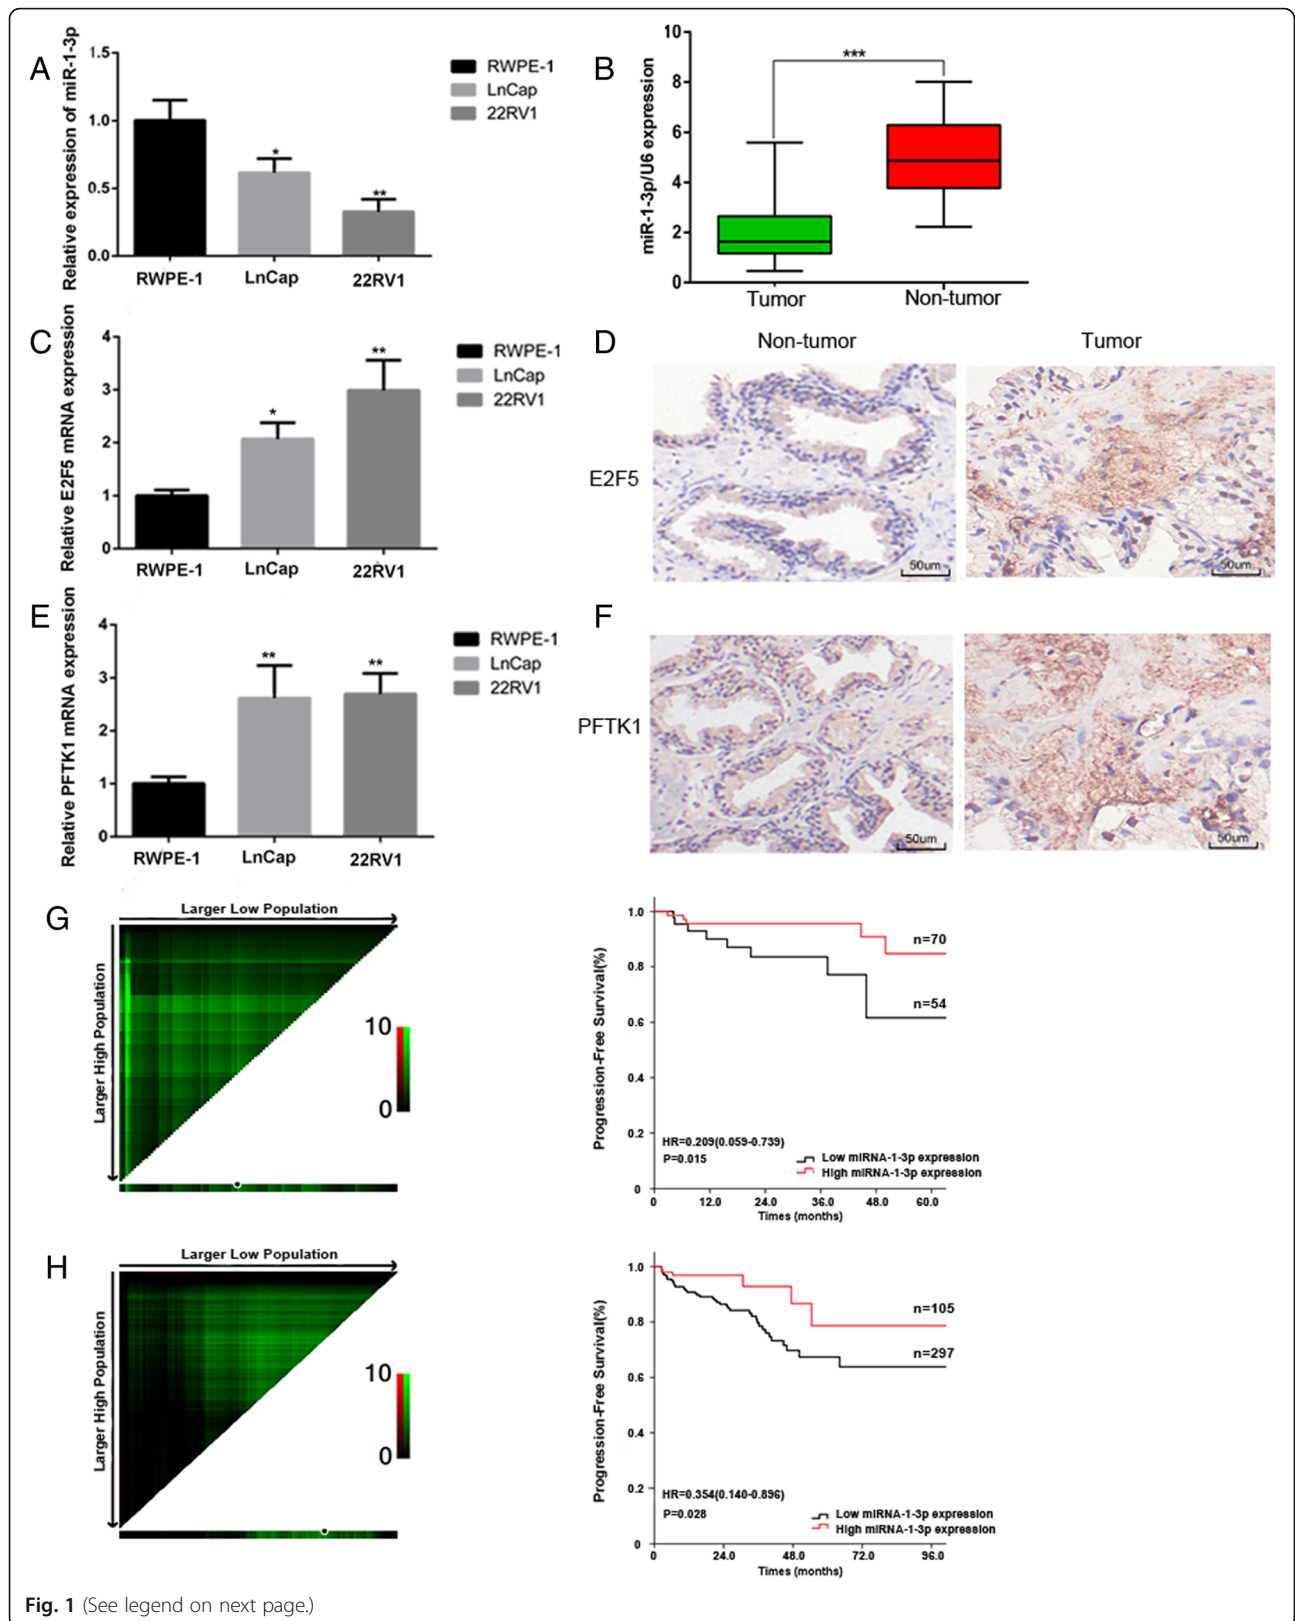 A
Relative expression of miR-1-3p
1.5
1.0
0.5
0.0
*
**
RWPE-1
LnCap
22RV1
RWPE-1
LnCap
22RV1
B
miR-1-3p/U6 expression
10
8
6
4
2
0
***
Tumor
Non-tumor
C
Relative E2F5 mRNA expression
4
3
2
1
0
*
**
RWPE-1
LnCap
22RV1
RWPE-1
LnCap
22RV1
D
Non-tumor
Tumor
E2F5
50um
50um
E
Relative PFTK1 mRNA expression
4
3
2
1
0
**
**
RWPE-1
LnCap
22RV1
RWPE-1
LnCap
22RV1
F
PFTK1
50um
50um
G
Larger Low Population
Larger High Population
10
0
Progression-Free Survival(%)
1.0
0.8
0.6
0.4
0.2
0
n=70
n=54
HR=0.209(0.059-0.739)
P=0.015
Low miRNA-1-3p expression
High miRNA-1-3p expression
0 12.0 24.0 36.0 48.0 60.0
Times (months)
H
Larger Low Population
Larger High Population
10
0
Progression-Free Survival(%)
1.0
0.8
0.6
0.4
0.2
0
n=105
n=297
HR=0.354(0.140-0.896)
P=0.028
Low miRNA-1-3p expression
High miRNA-1-3p expression
0 24.0 48.0 72.0 96.0
Times (months)
Fig. 1 (See legend on next page.)